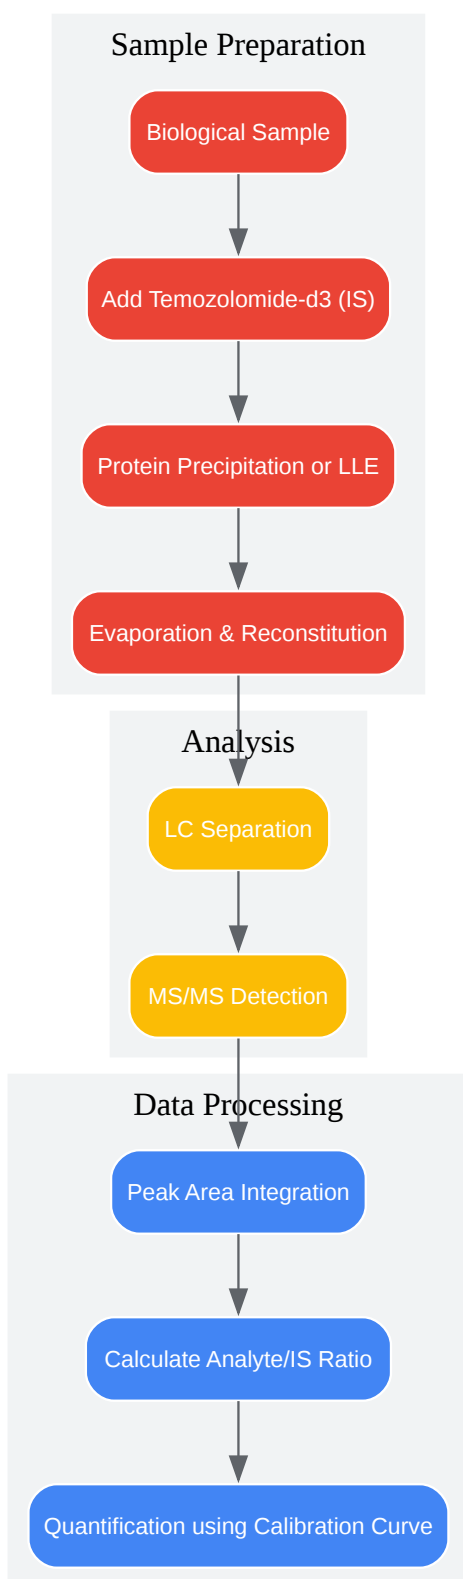 Sample Preparation
Biological Sample
Add Temozolomide-d3 (IS)
Protein Precipitation or LLE
Evaporation & Reconstitution
Analysis
LC Separation
MS/MS Detection
Data Processing
Peak Area Integration
Calculate Analyte/IS Ratio
Quantification using Calibration Curve